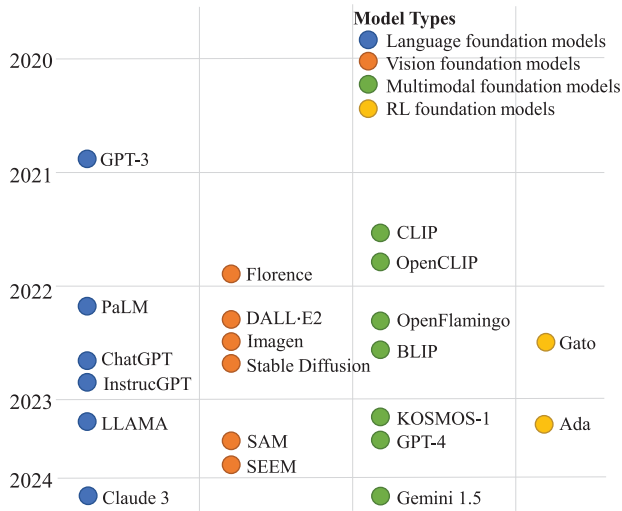 Model Types
Language foundation models
Vision foundation models
Multimodal foundation models
RL foundation models
2020
GPT-3
2021
CLIP
OpenCLIP
Florence
2022
PaLM
DALL·E2
OpenFlamingo
Imagen
Gato
BLIP
ChatGPT
Stable Diffusion
InstrucGPT
2023
KOSMOS-1
LLAMA
Ada
SAM
GPT-4
SEEM
2024
Claude 3
Gemini 1.5